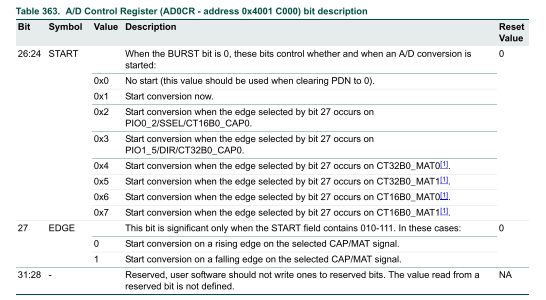 Table 363. A/D Control Register (AD0CR - address 0x4001 C000) bit description
Bit Symbol Value Description Reset Value
26:24 START When the BURST bit is 0, these bits control whether and when an A/D conversion is 0
started:
0x0 No start (this value should be used when clearing PDN to 0).
0x1 Start conversion now.
0x2 Start conversion when the edge selected by bit 27 occurs on
PIO0_2/SSEL/CT16B0_CAP0.
0x3 Start conversion when the edge selected by bit 27 occurs on
PIO1_5/DIR/CT32B0_CAP0.
0x4 Start conversion when the edge selected by bit 27 occurs on CT32B0_MAT0[1].
0x5 Start conversion when the edge selected by bit 27 occurs on CT32B0_MAT1[1].
0x6 Start conversion when the edge selected by bit 27 occurs on CT16B0_MAT0[1].
0x7 Start conversion when the edge selected by bit 27 occurs on CT16B0_MAT1[1].
27 EDGE This bit is significant only when the START field contains 010-111. In these cases: 0
0 Start conversion on a rising edge on the selected CAP/MAT signal.
1 Start conversion on a falling edge on the selected CAP/MAT signal.
31:28 - Reserved, user software should not write ones to reserved bits. The value read from a NA
reserved bit is not defined.